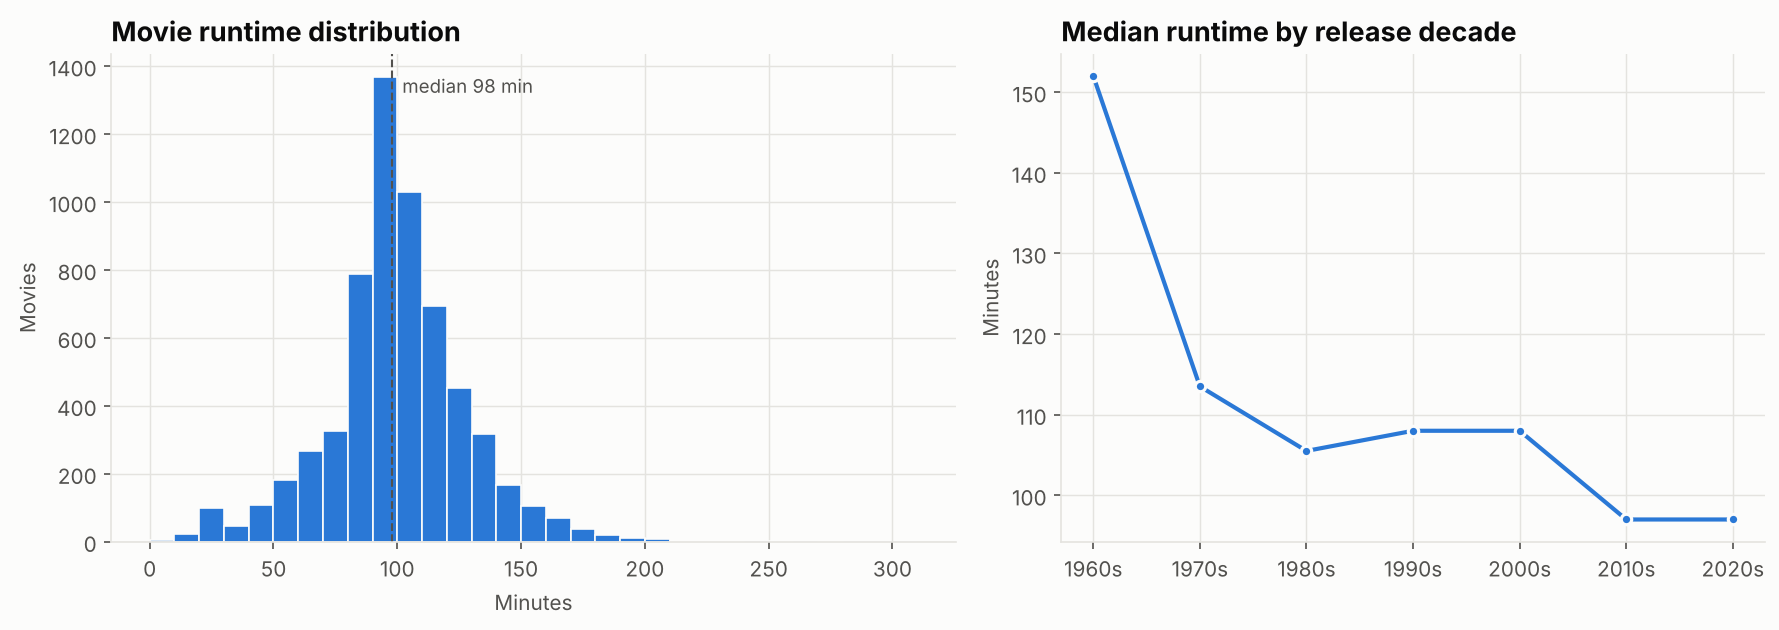 Movie runtime distribution
1400
1200
1000
800
600
400
200
0
Movies
median 98 min
0 50 100 150 200 250 300
Minutes
Median runtime by release decade
150
140
130
120
110
100
Minutes
1960s 1970s 1980s 1990s 2000s 2010s 2020s